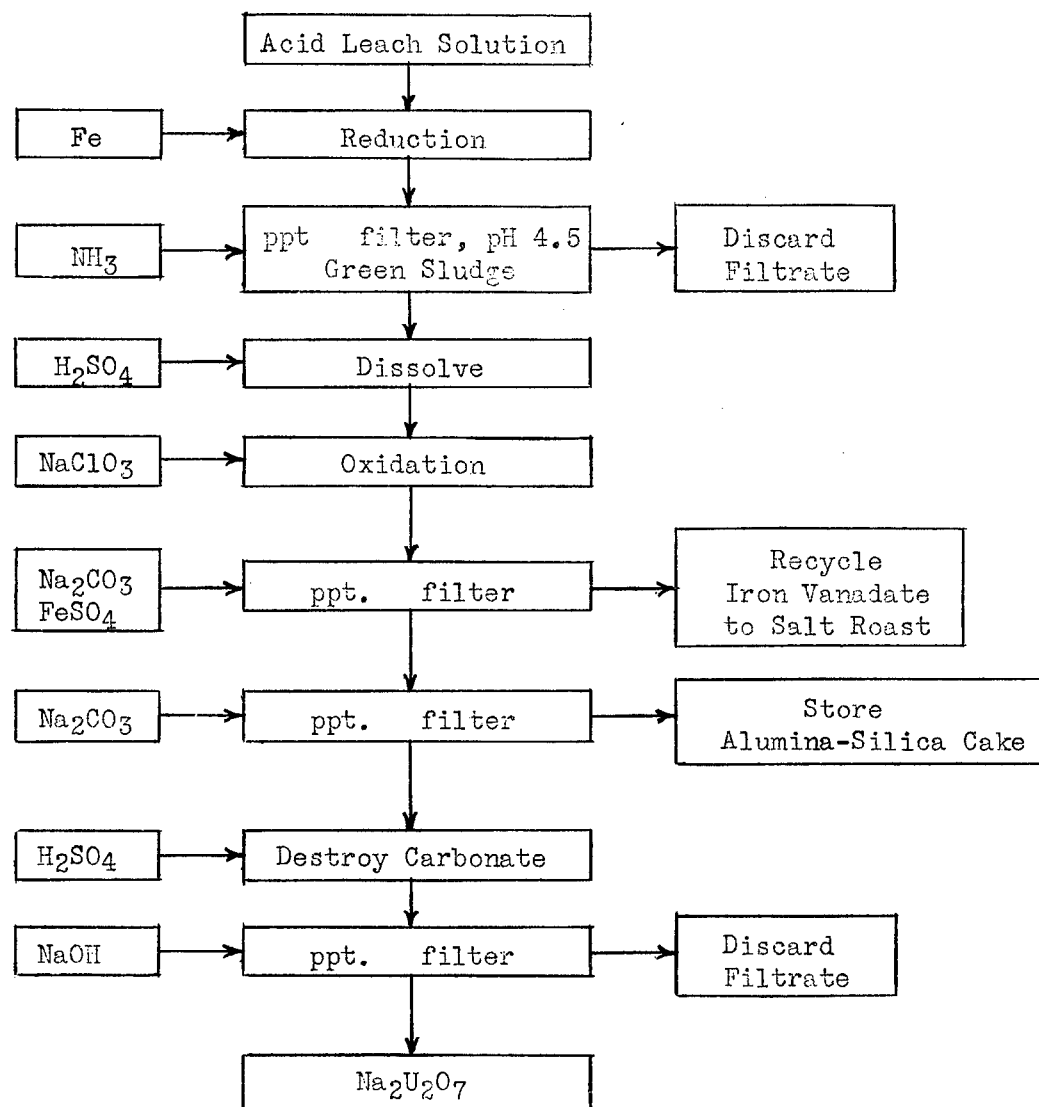 Acid Leach Solution
Fe
Reduction
NH₃
ppt filter, pH 4.5
Green Sludge
Discard
Filtrate
H₂SO₄
Dissolve
NaClO₃
Oxidation
Na₂CO₃
FeSO₄
ppt. filter
Recycle
Iron Vanadate
to Salt Roast
Na₂CO₃
ppt. filter
Store
Alumina-Silica Cake
H₂SO₄
Destroy Carbonate
NaOH
ppt. filter
Discard
Filtrate
Na₂U₂O₇